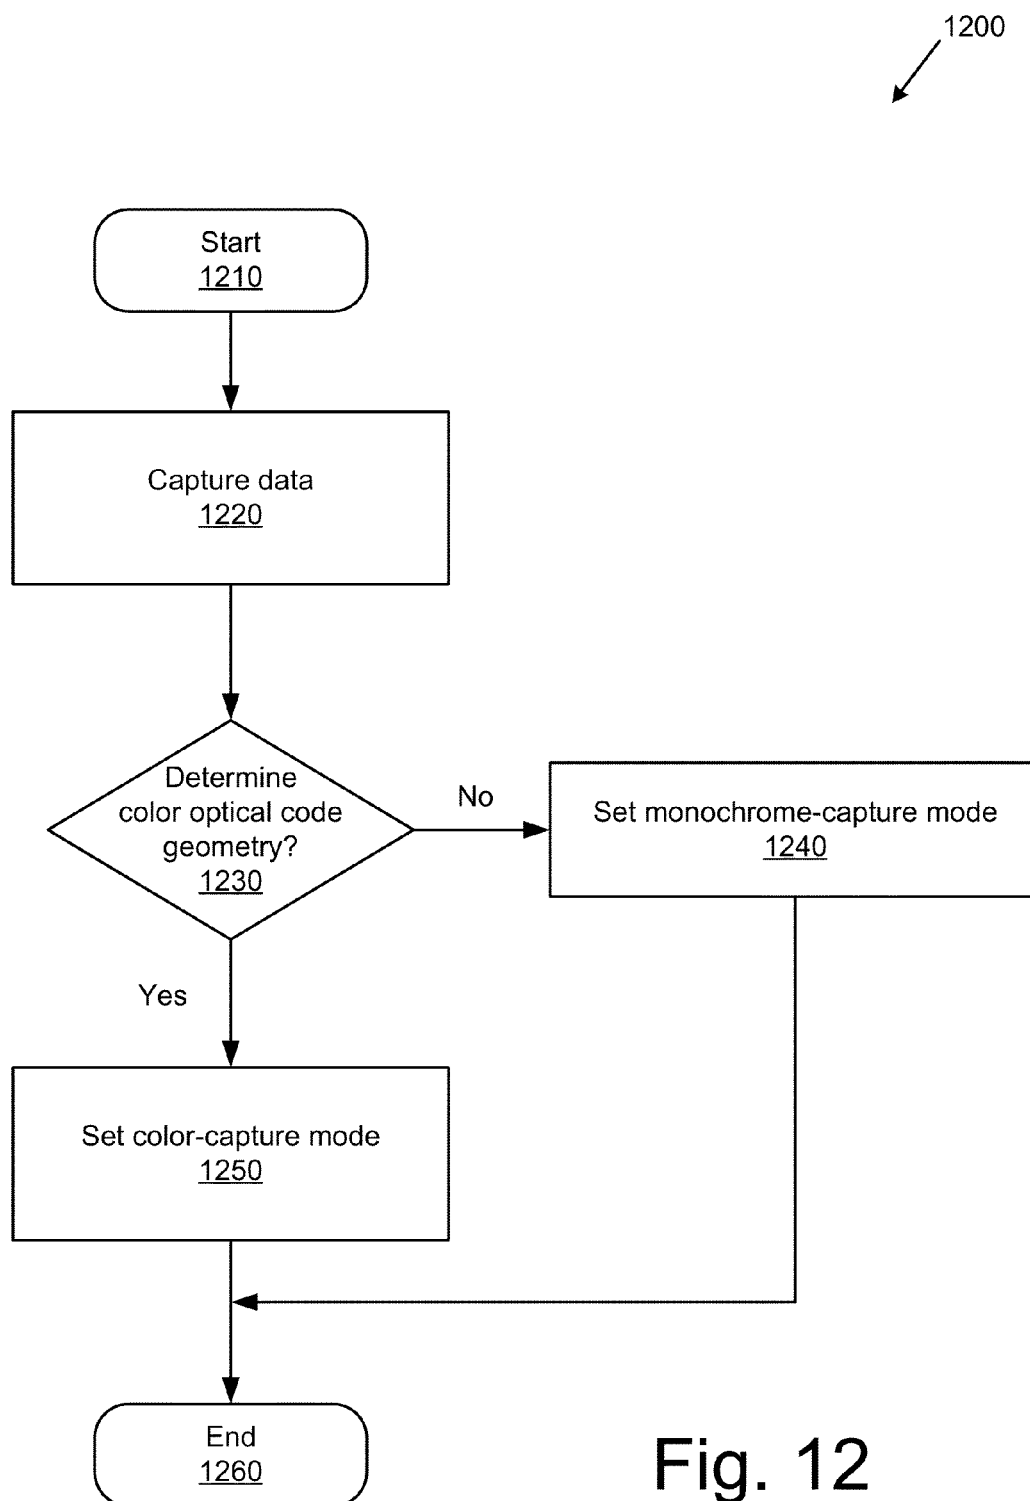 1200
Start
1210
Capture data
1220
Determine
color optical code
geometry?
1230
No
Set monochrome-capture mode
1240
Yes
Set color-capture mode
1250
End
1260
Fig. 12